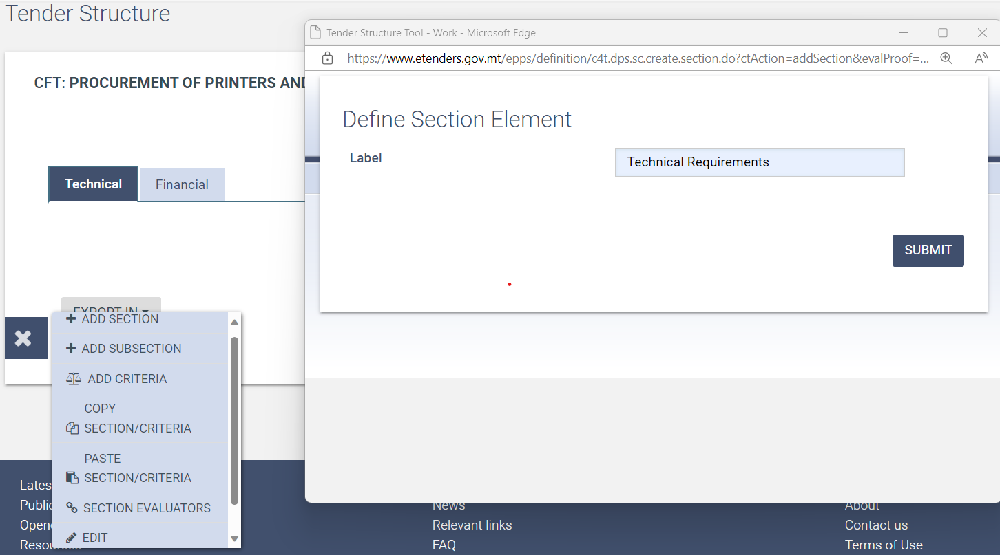 Tender Structure
Tender Structure Tool - Work - Microsoft Edge
https://www.etenders.gov.mt/epps/definition/c4t.dps.sc.create.section.do?ctAction=addSection&evalProof=...
CFT: PROCUREMENT OF PRINTERS AND
Define Section Element
Label
Technical Requirements
Technical
Financial
SUBMIT
EXPORT IN
ADD SECTION
ADD SUBSECTION
ADD CRITERIA
COPY
SECTION/CRITERIA
PASTE
SECTION/CRITERIA
SECTION EVALUATORS
EDIT
Lates
Public
Open
Resources
News
Relevant links
FAQ
About
Contact us
Terms of Use